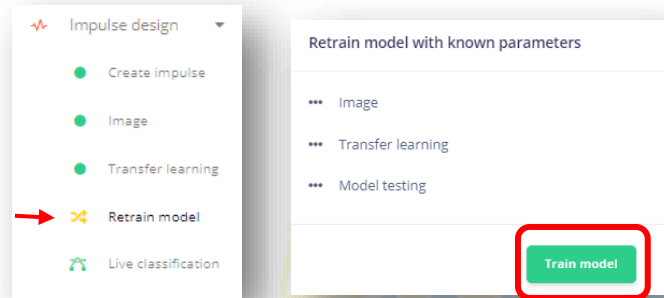 Impulse design
Create impulse
Image
Transfer learning
Retrain model
Live classification
Retrain model with known parameters
Image
Transfer learning
Model testing
Train model